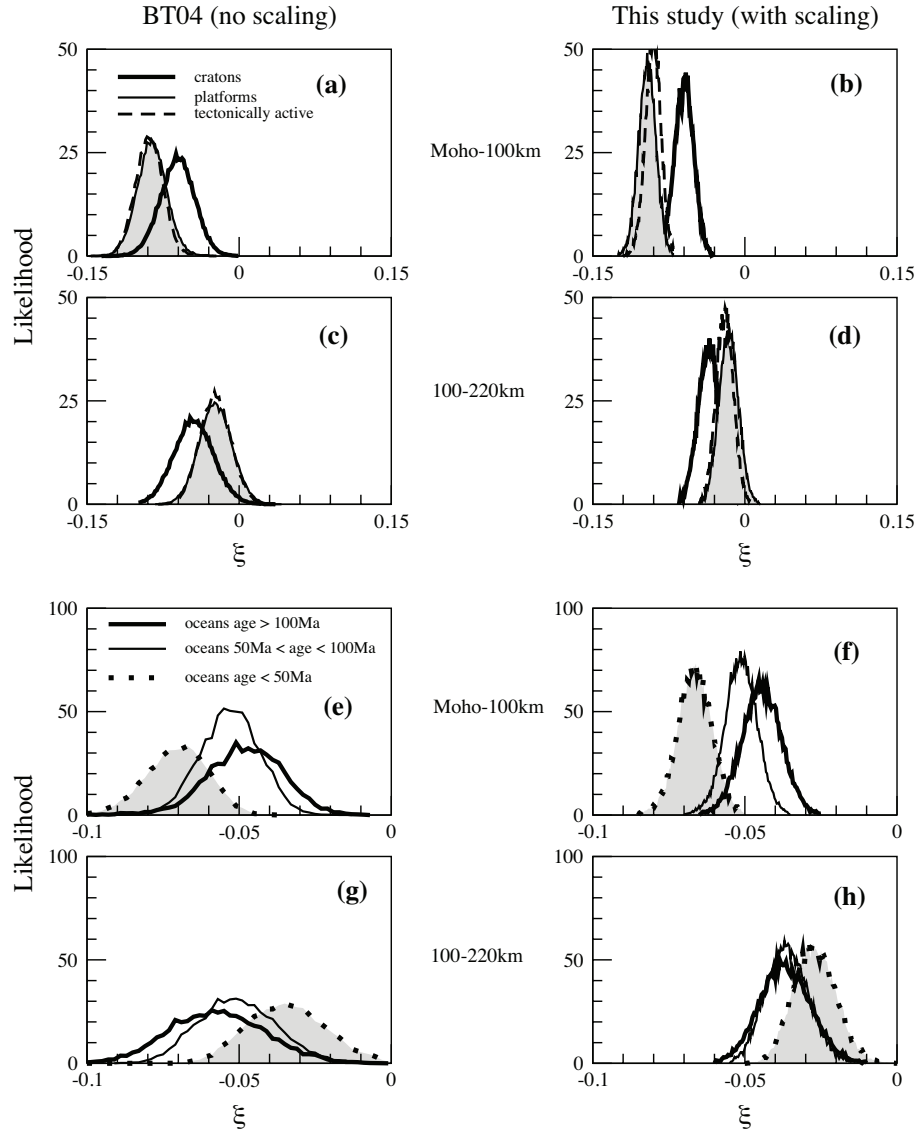 BT04 (no scaling)
This study (with scaling)
50
25
0
-0.15
0
0.15
cratons
platforms
tectonically active
(a)
Moho-100km
50
25
0
-0.15
0
0.15
(b)
Likelihood
50
25
0
-0.15
0
0.15
ξ
(c)
100-220km
50
25
0
-0.15
0
0.15
ξ
(d)
100
50
0
-0.1
-0.05
0
oceans age > 100Ma
oceans 50Ma < age < 100Ma
oceans age < 50Ma
(e)
Moho-100km
100
50
0
-0.1
-0.05
0
(f)
Likelihood
100
50
0
-0.1
-0.05
0
ξ
(g)
100-220km
100
50
0
-0.1
-0.05
0
ξ
(h)